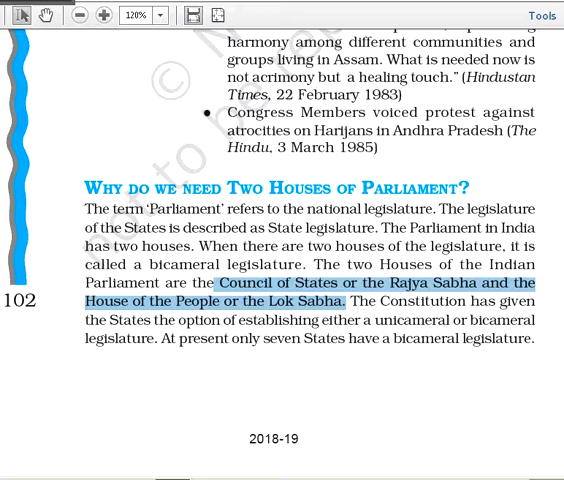 120%
Tools
harmony among different communities and
groups living in Assam. What is needed now is
not acrimony but a healing touch.” (Hindustan
Times, 22 February 1983)
● Congress Members voiced protest against
atrocities on Harijans in Andhra Pradesh (The
Hindu, 3 March 1985)
WHY DO WE NEED TWO HOUSES OF PARLIAMENT?
The term ‘Parliament’ refers to the national legislature. The legislature
of the States is described as State legislature. The Parliament in India
has two houses. When there are two houses of the legislature, it is
called a bicameral legislature. The two Houses of the Indian
Parliament are the Council of States or the Rajya Sabha and the
House of the People or the Lok Sabha. The Constitution has given
the States the option of establishing either a unicameral or bicameral
legislature. At present only seven States have a bicameral legislature.
102
2018-19
© N
not to be re